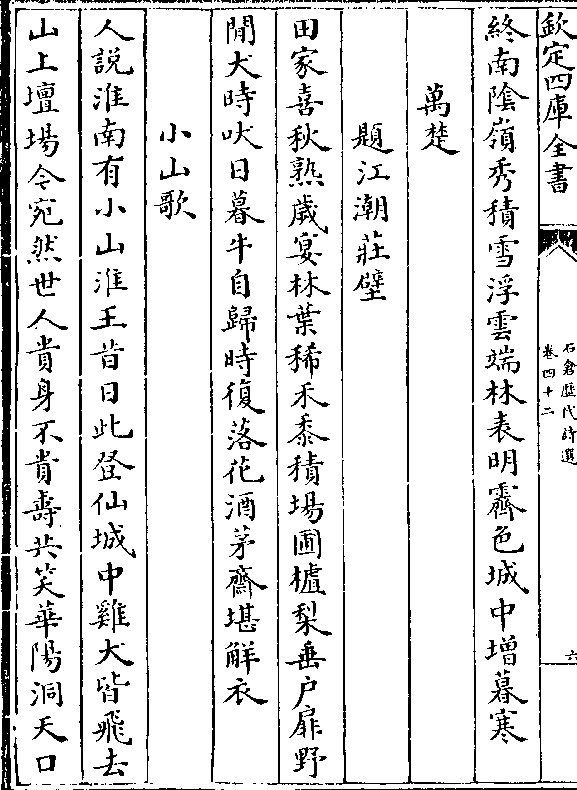 欽定四庫全書
石倉歷代詩選
卷四十二
六
終南陰嶺秀積雪浮雲端林表明霽色城中增暮寒
萬楚
題江潮莊壁
田家喜秋熟歲宴林葉稀禾黍積場圃樝梨垂户扉野
閒犬時吠日暮牛自歸時復落花酒茅齋堪解衣
小山歌
人説淮南有小山淮王昔日此登仙城中雞犬皆飛去
山上壇場今宛然世人貴身不貴壽共笑華陽洞天口